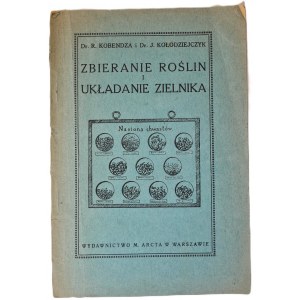 Dr. R. KOBENDZA i Dr. J. KOŁODZIEJCZYK
ZBIERANIE ROŚLIN
I
UKŁADANIE ZIELNIKA
Nasiona chwastów
WYDAWNICTWO M. ARCTA W WARSZAWIE